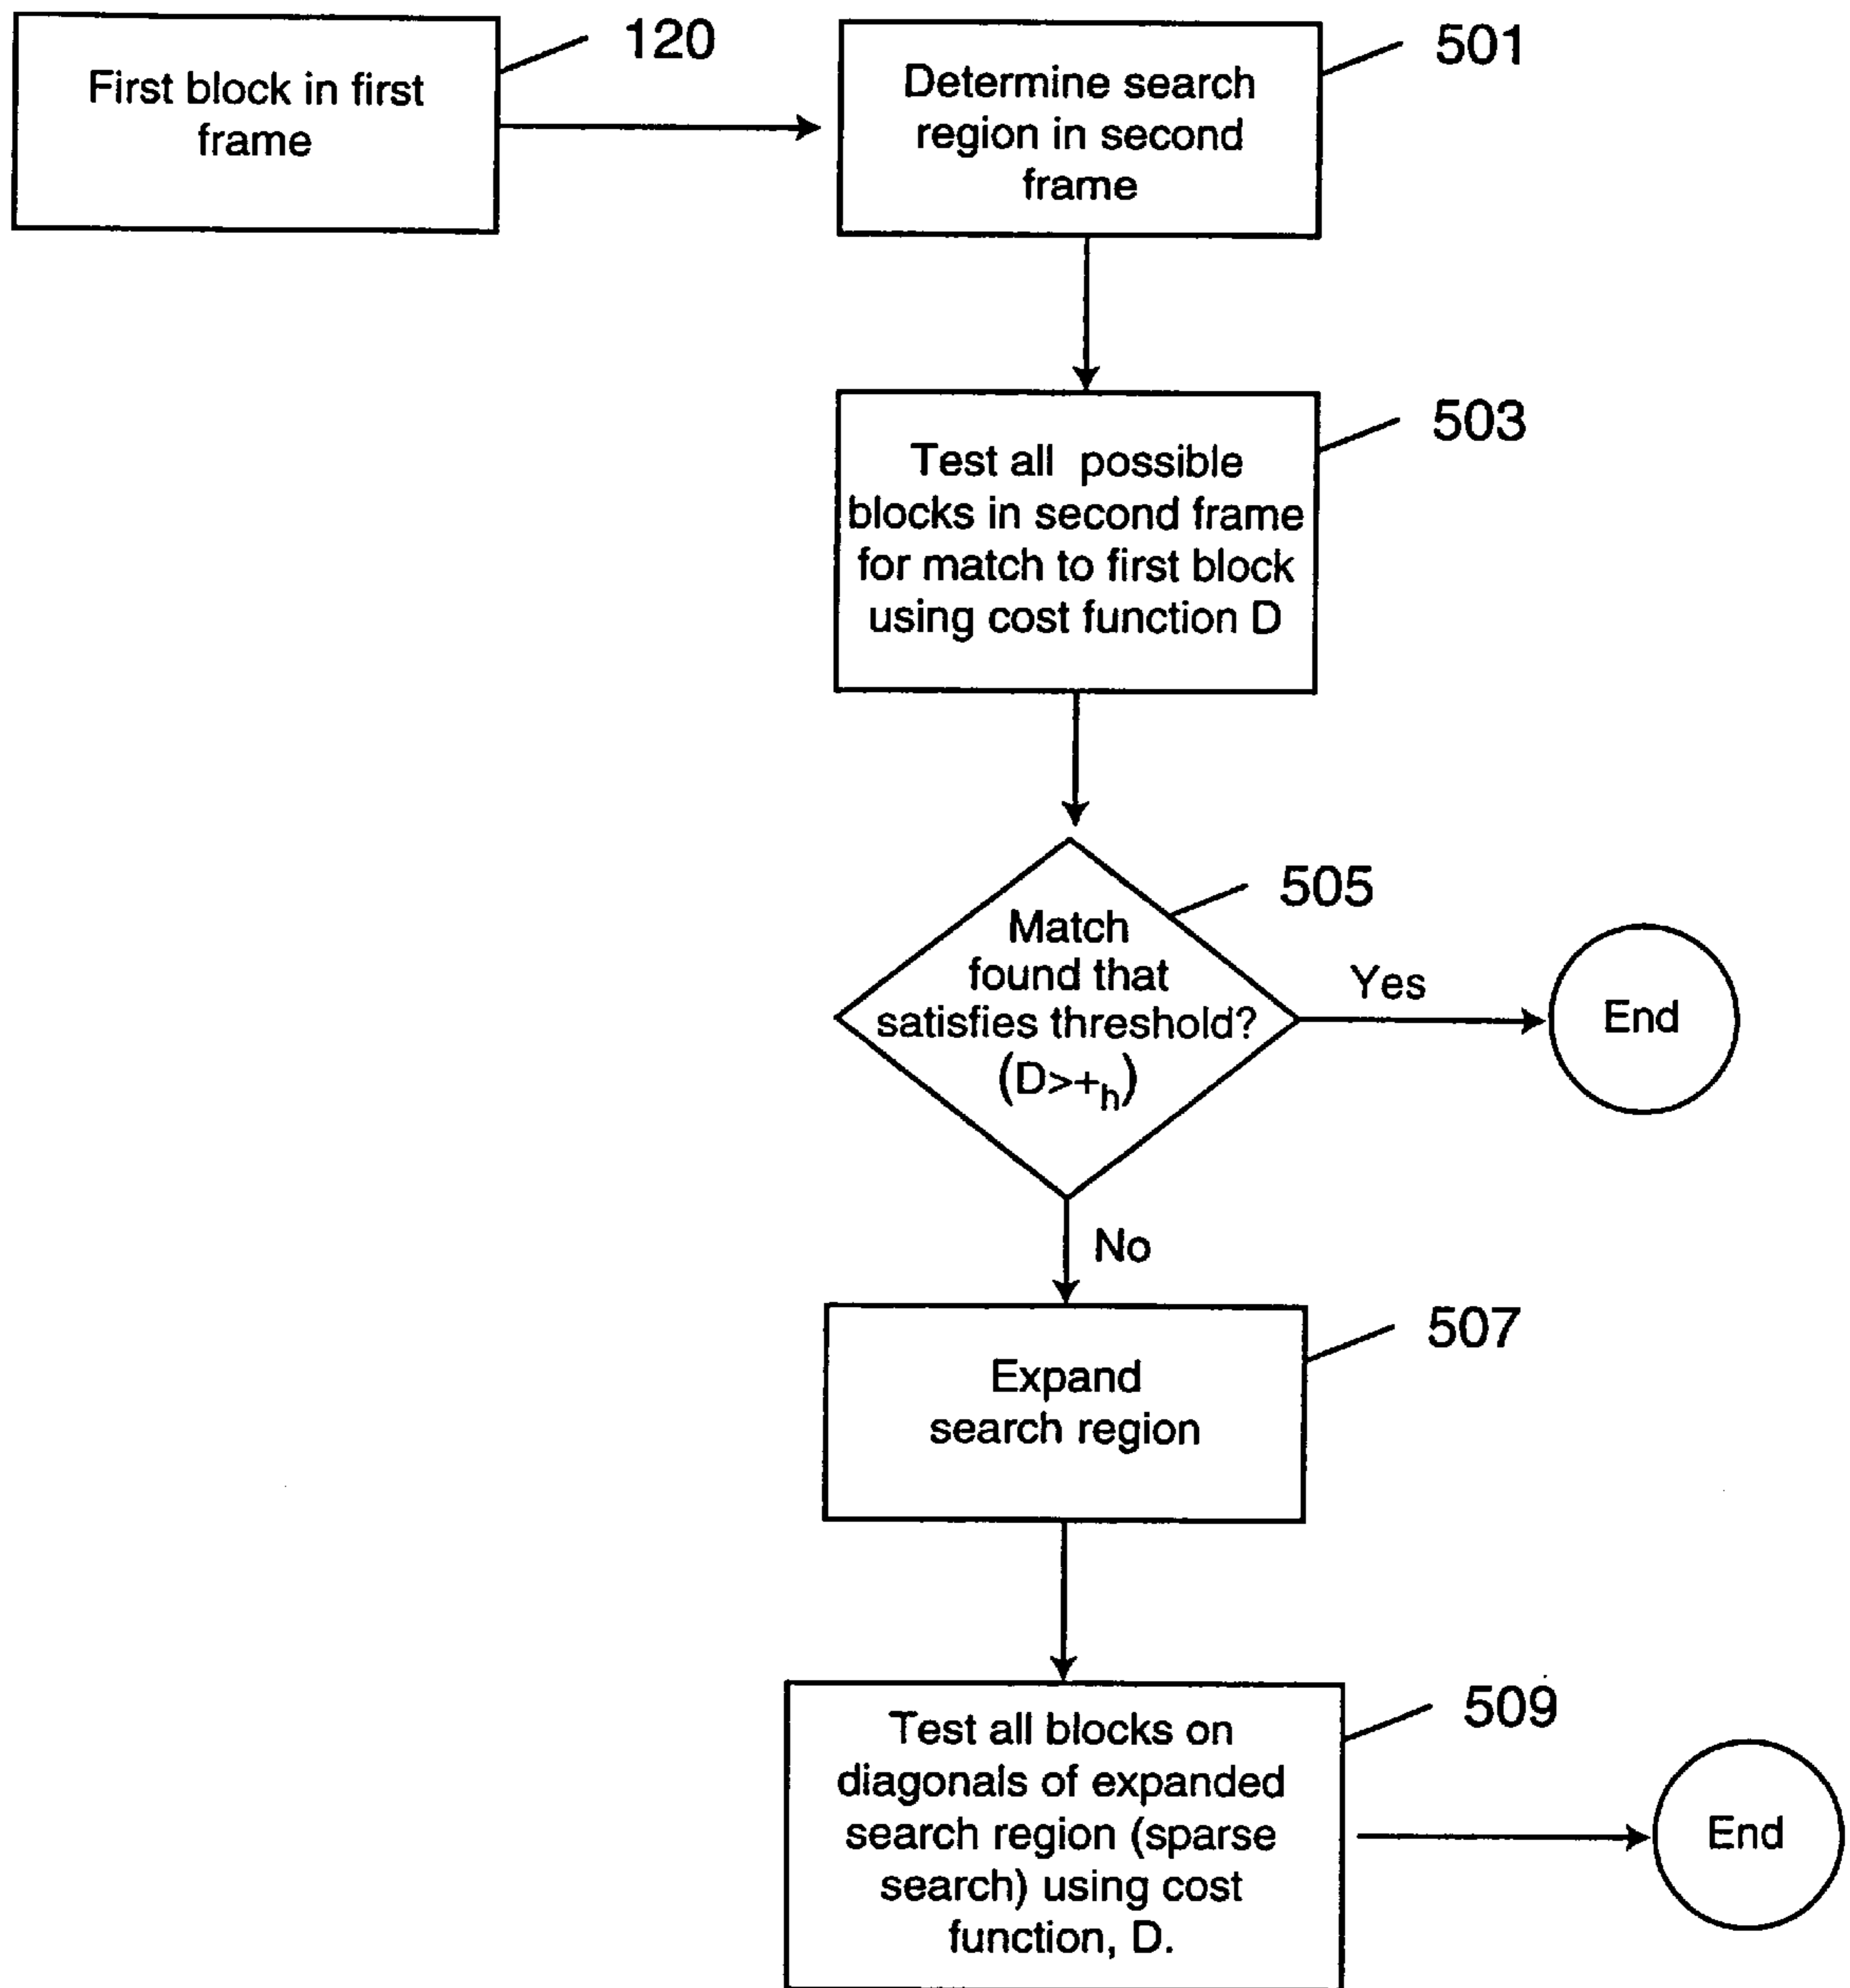 First block in first
frame
120
Determine search
region in second
frame
501
Test all possible
blocks in second frame
for match to first block
using cost function D
503
Match
found that
satisfies threshold?
(D>+h)
505
Yes
End
No
Expand
search region
507
Test all blocks on
diagonals of expanded
search region (sparse
search) using cost
function, D.
509
End